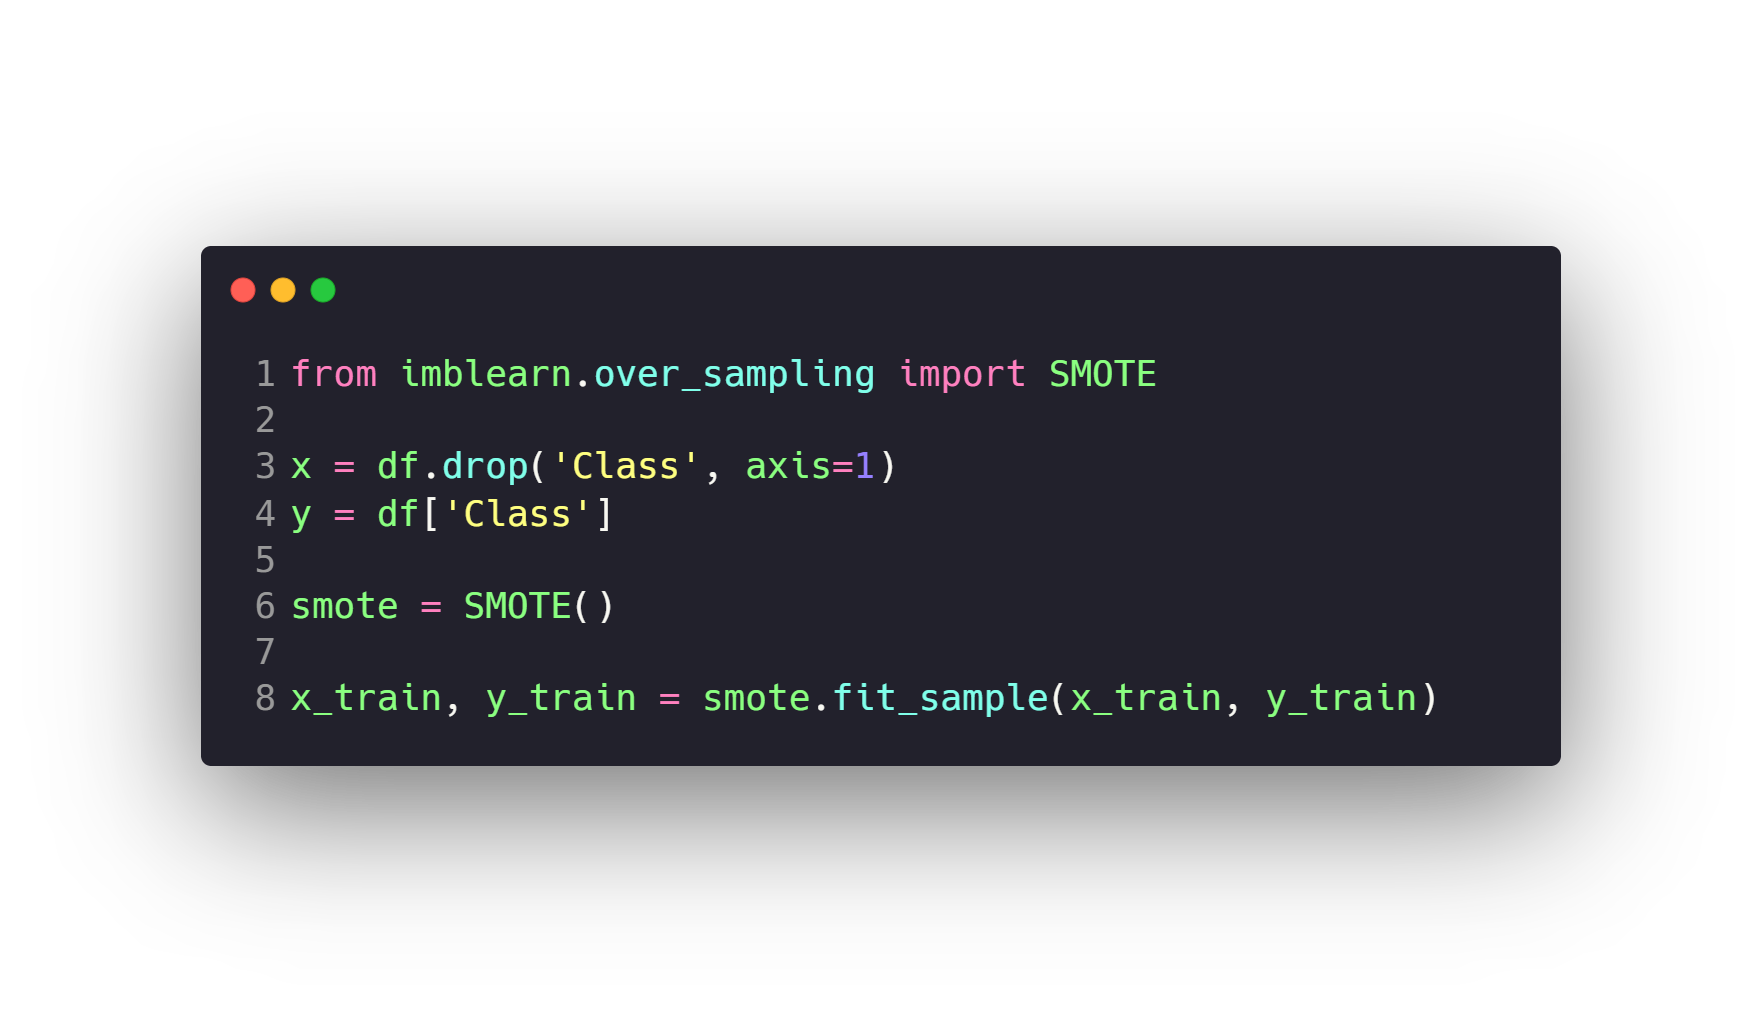 1 from imblearn.over_sampling import SMOTE
2
3 x = df.drop('Class', axis=1)
4 y = df['Class']
5
6 smote = SMOTE()
7
8 x_train, y_train = smote.fit_sample(x_train, y_train)